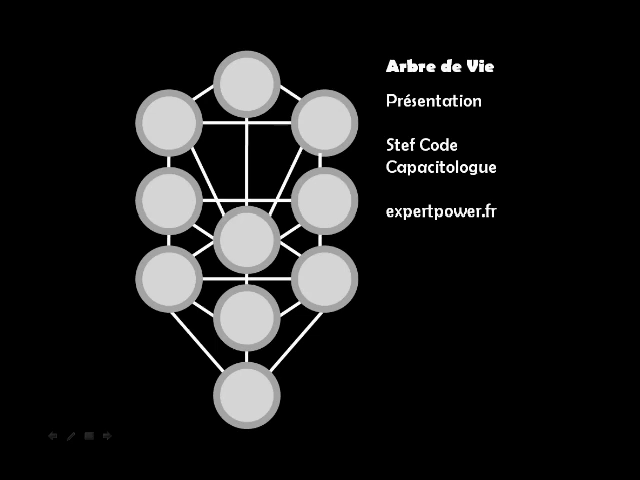 Arbre de Vie
Présentation
Stef Code
Capacitologue
expertpower.fr